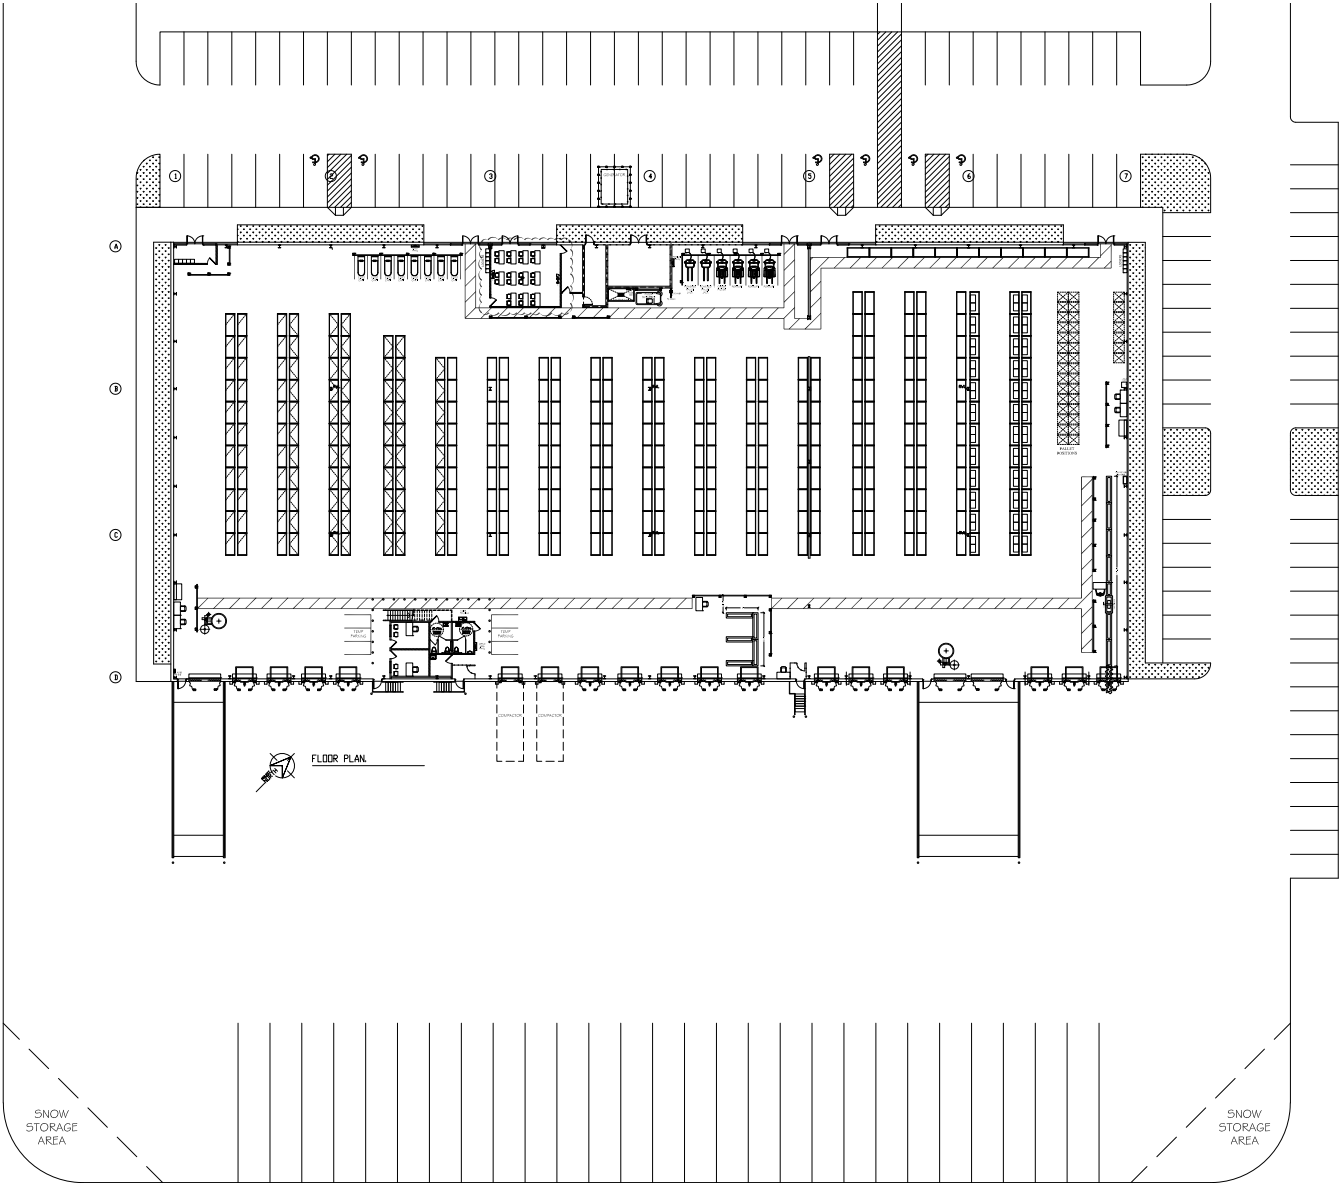 1
2
3
4
5
6
7
GENERATOR
A
B
PALLET
POSITIONS
C
D
COMPACTOR
COMPACTOR
FLOOR PLAN.
SNOW
STORAGE
AREA
SNOW
STORAGE
AREA